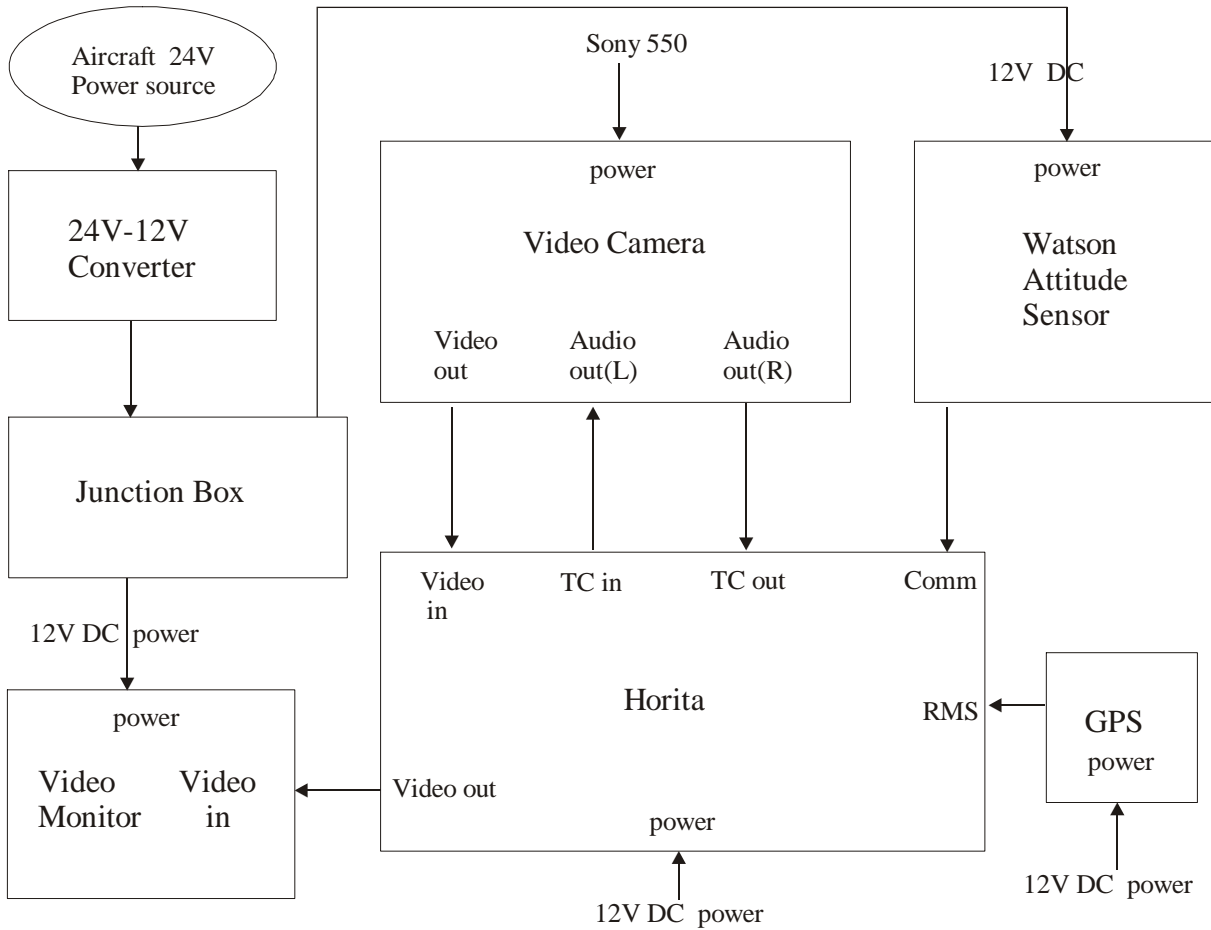 Aircraft 24V
Power source
Sony 550
12V DC
24V-12V
Converter
power
Video Camera
Video
out
Audio
out(L)
Audio
out(R)
power
Watson
Attitude
Sensor
Junction Box
12V DC power
Video
in
TC in
TC out
Comm
Horita
RMS
Video out
power
GPS
power
power
Video
Monitor
Video
in
12V DC power
12V DC power